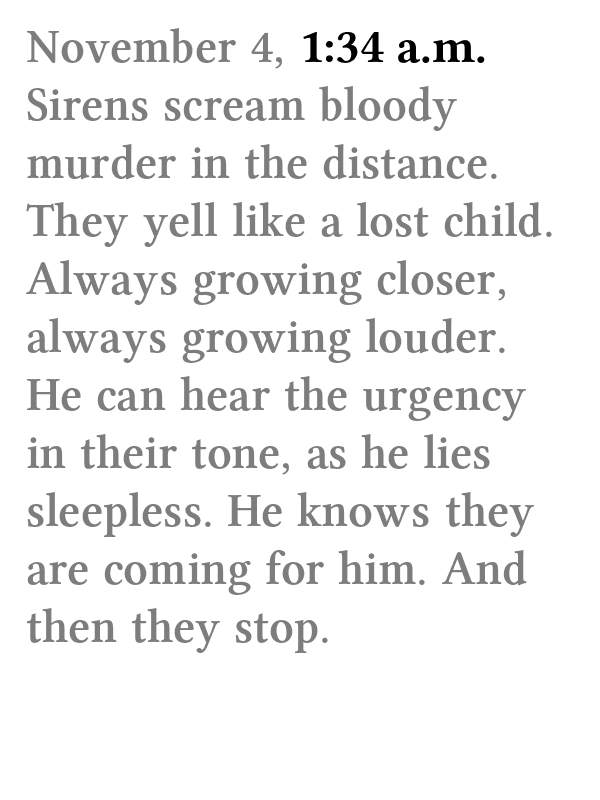 November 4, 1:34 a.m.
Sirens scream bloody
murder in the distance.
They yell like a lost child.
Always growing closer,
always growing louder.
He can hear the urgency
in their tone, as he lies
sleepless. He knows they
are coming for him. And
then they stop.